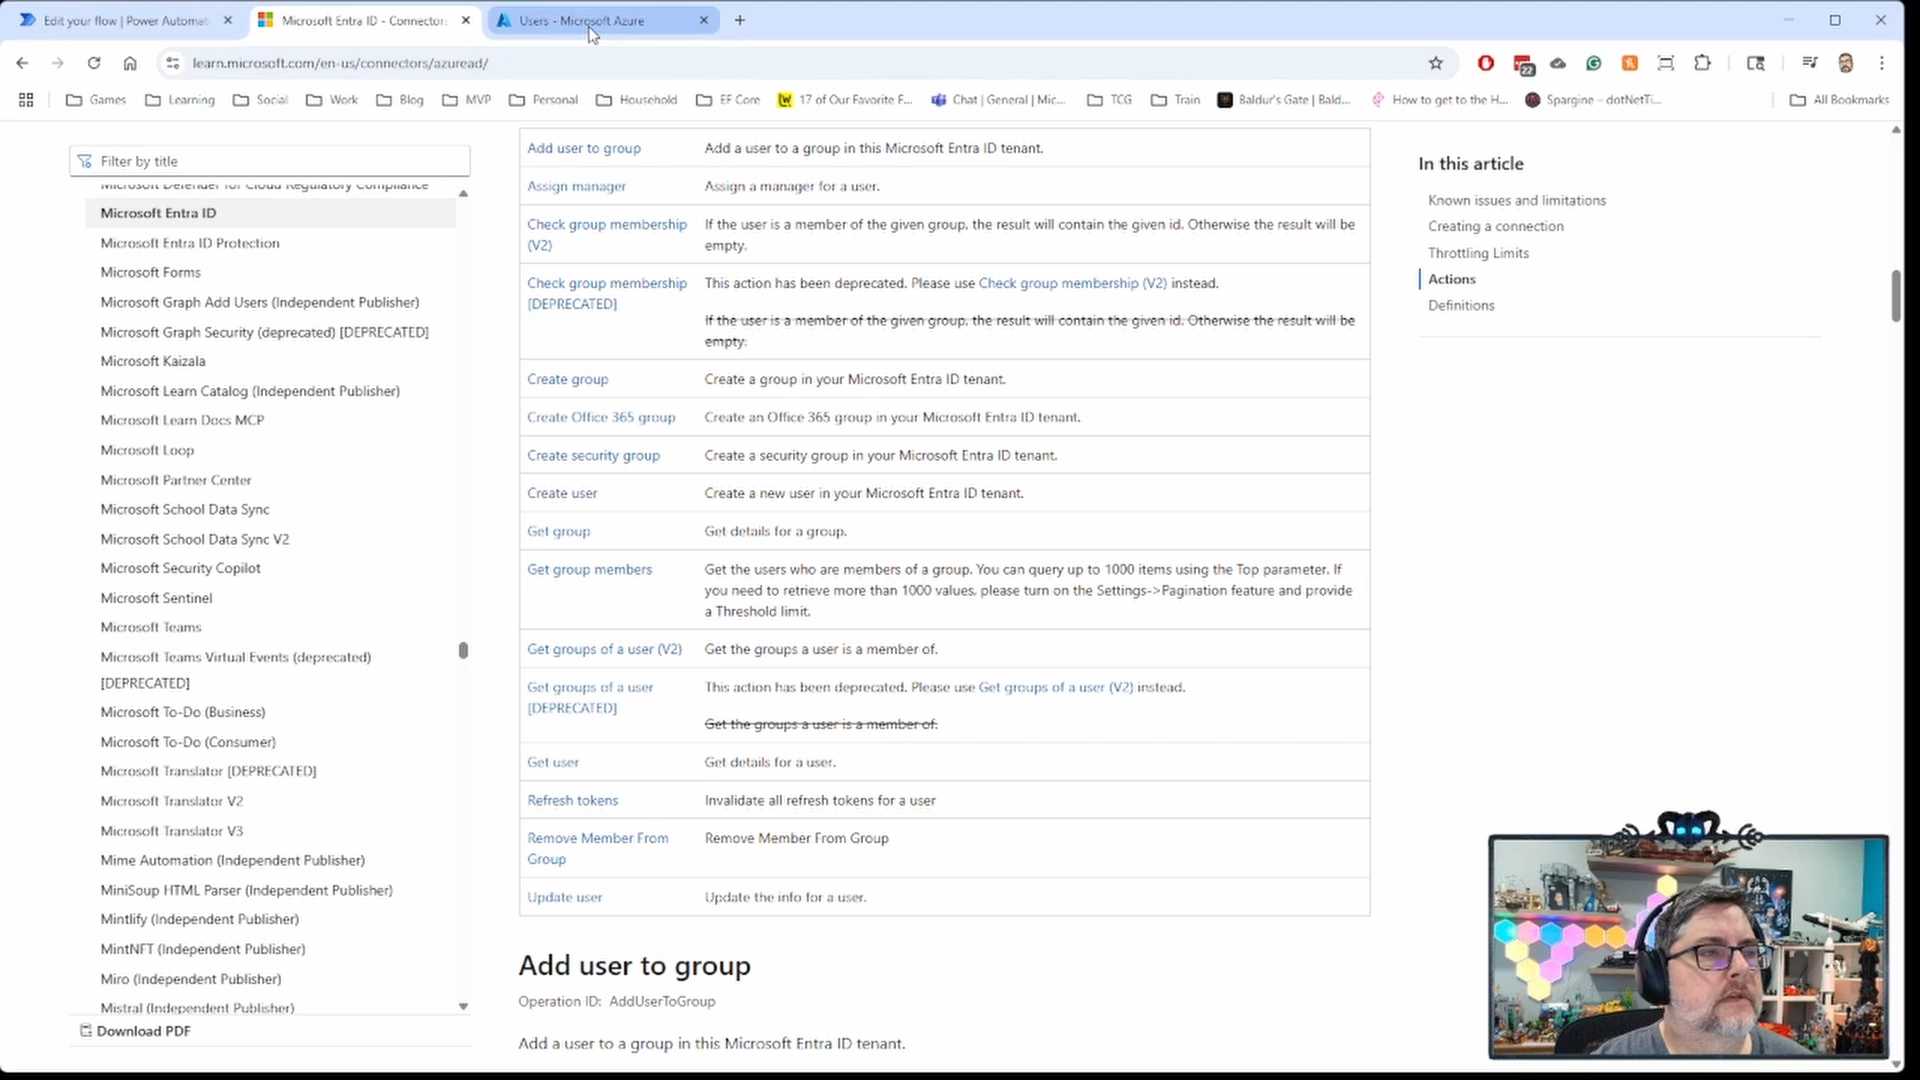 Edit your flow | Power Automat
Microsoft Entra ID - Connector
Users - Microsoft Azure
learn.microsoft.com/en-us/connectors/azuread/
22
Games
Learning
Social
Work
Blog
MVP
Personal
Household
EF Core
17 of Our Favorite F...
Chat | General | Mic...
TCG
Train
Baldur's Gate | Bald...
How to get to the H...
Spargine – dotNetTi...
All Bookmarks
Filter by title
Microsoft Defender for Cloud Regulatory Compliance
Microsoft Entra ID
Microsoft Entra ID Protection
Microsoft Forms
Microsoft Graph Add Users (Independent Publisher)
Microsoft Graph Security (deprecated) [DEPRECATED]
Microsoft Kaizala
Microsoft Learn Catalog (Independent Publisher)
Microsoft Learn Docs MCP
Microsoft Loop
Microsoft Partner Center
Microsoft School Data Sync
Microsoft School Data Sync V2
Microsoft Security Copilot
Microsoft Sentinel
Microsoft Teams
Microsoft Teams Virtual Events (deprecated)
[DEPRECATED]
Microsoft To-Do (Business)
Microsoft To-Do (Consumer)
Microsoft Translator [DEPRECATED]
Microsoft Translator V2
Microsoft Translator V3
Mime Automation (Independent Publisher)
MiniSoup HTML Parser (Independent Publisher)
Mintlify (Independent Publisher)
MintNFT (Independent Publisher)
Miro (Independent Publisher)
Mistral (Independent Publisher)
Download PDF
Add user to group
Add a user to a group in this Microsoft Entra ID tenant.
Assign manager
Assign a manager for a user.
Check group membership
(V2)
If the user is a member of the given group, the result will contain the given id. Otherwise the result will be
empty.
Check group membership
[DEPRECATED]
This action has been deprecated. Please use Check group membership (V2) instead.
If the user is a member of the given group, the result will contain the given id. Otherwise the result will be
empty.
Create group
Create a group in your Microsoft Entra ID tenant.
Create Office 365 group
Create an Office 365 group in your Microsoft Entra ID tenant.
Create security group
Create a security group in your Microsoft Entra ID tenant.
Create user
Create a new user in your Microsoft Entra ID tenant.
Get group
Get details for a group.
Get group members
Get the users who are members of a group. You can query up to 1000 items using the Top parameter. If
you need to retrieve more than 1000 values, please turn on the Settings->Pagination feature and provide
a Threshold limit.
Get groups of a user (V2)
Get the groups a user is a member of.
Get groups of a user
[DEPRECATED]
This action has been deprecated. Please use Get groups of a user (V2) instead.
Get the groups a user is a member of.
Get user
Get details for a user.
Refresh tokens
Invalidate all refresh tokens for a user
Remove Member From
Group
Remove Member From Group
Update user
Update the info for a user.
Add user to group
Operation ID: AddUserToGroup
Add a user to a group in this Microsoft Entra ID tenant.
In this article
Known issues and limitations
Creating a connection
Throttling Limits
Actions
Definitions